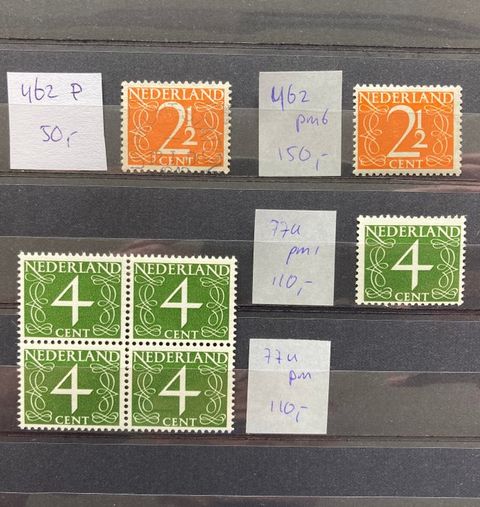 462 P
50,-
NEDERLAND
2½
CENT
462
pm6
150,-
NEDERLAND
2½
CENT
774
pm1
110,-
NEDERLAND
4
CENT
NEDERLAND
4
CENT
NEDERLAND
4
CENT
NEDERLAND
4
CENT
NEDERLAND
4
CENT
774
pm
110,-